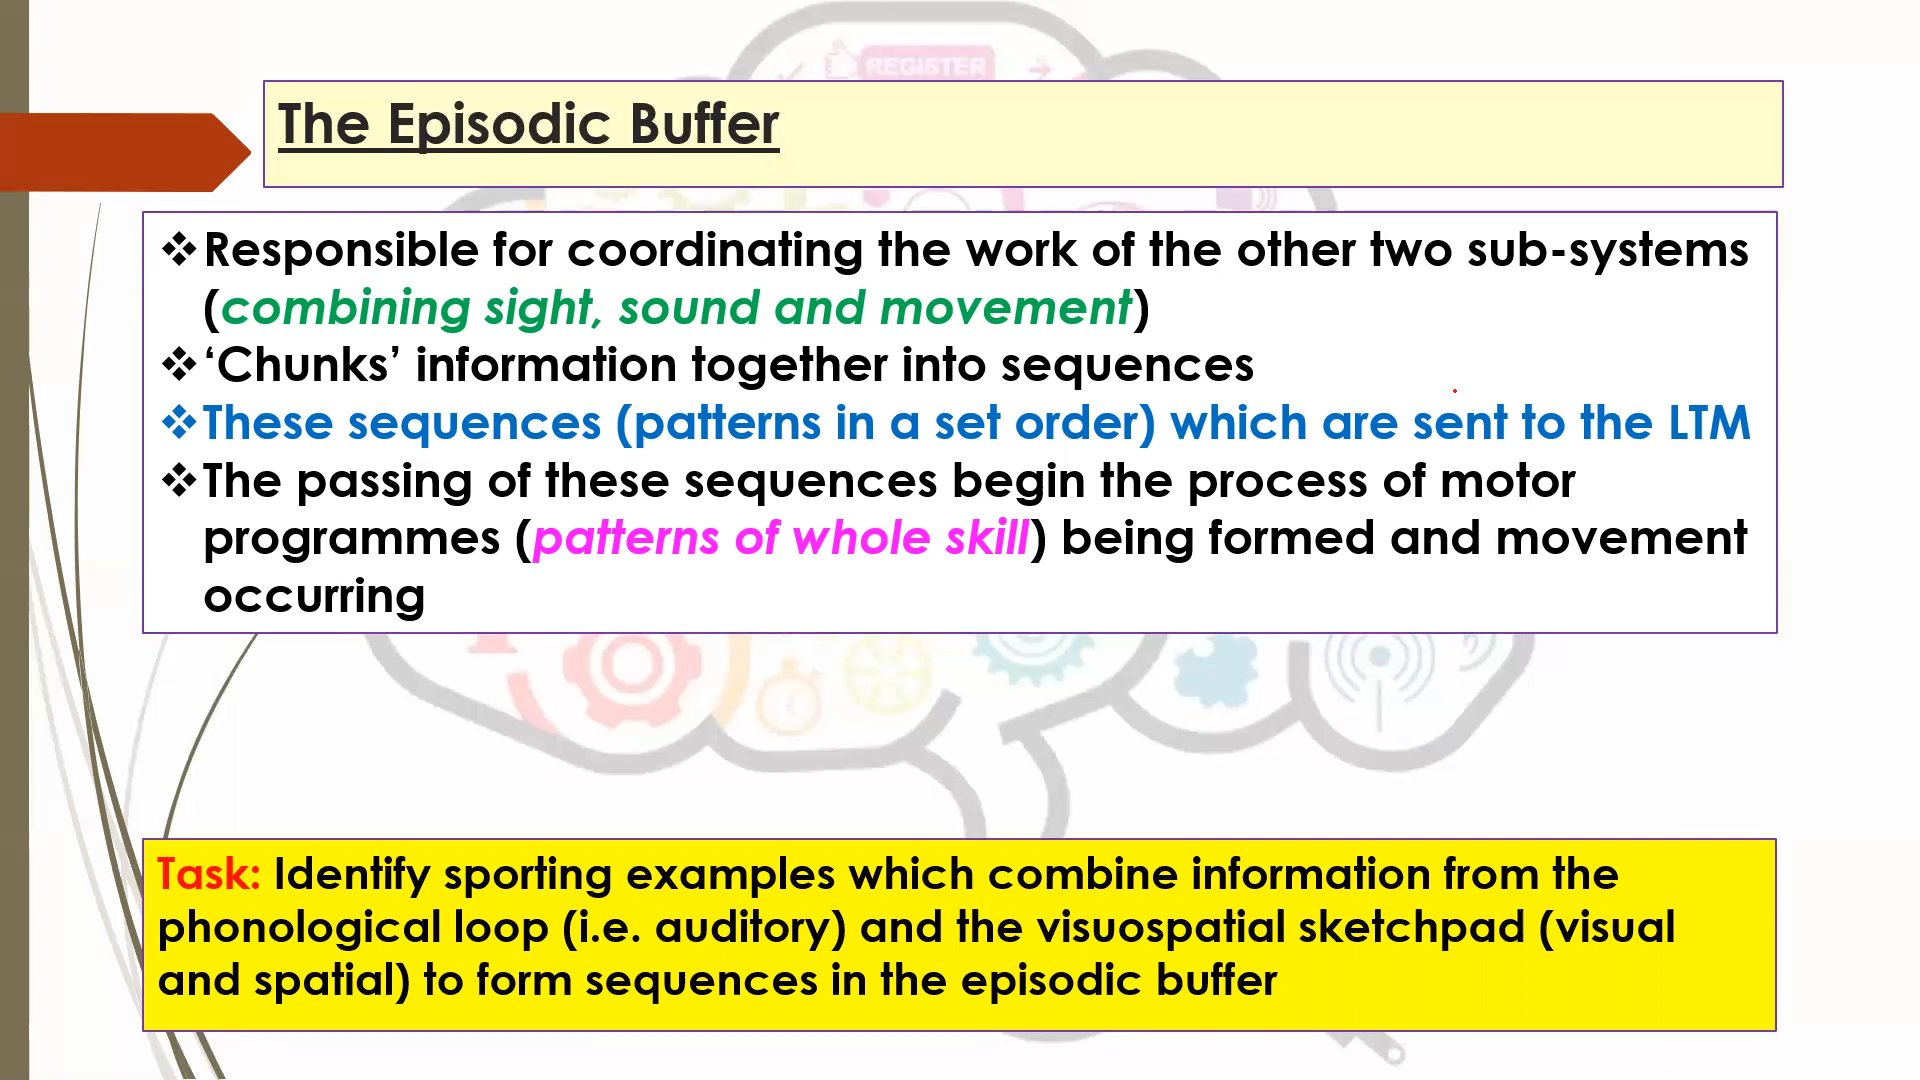 REGISTER
The Episodic Buffer
❖Responsible for coordinating the work of the other two sub-systems
(combining sight, sound and movement)
❖‘Chunks’ information together into sequences
❖These sequences (patterns in a set order) which are sent to the LTM
❖The passing of these sequences begin the process of motor
programmes (patterns of whole skill) being formed and movement
occurring
Task: Identify sporting examples which combine information from the
phonological loop (i.e. auditory) and the visuospatial sketchpad (visual
and spatial) to form sequences in the episodic buffer